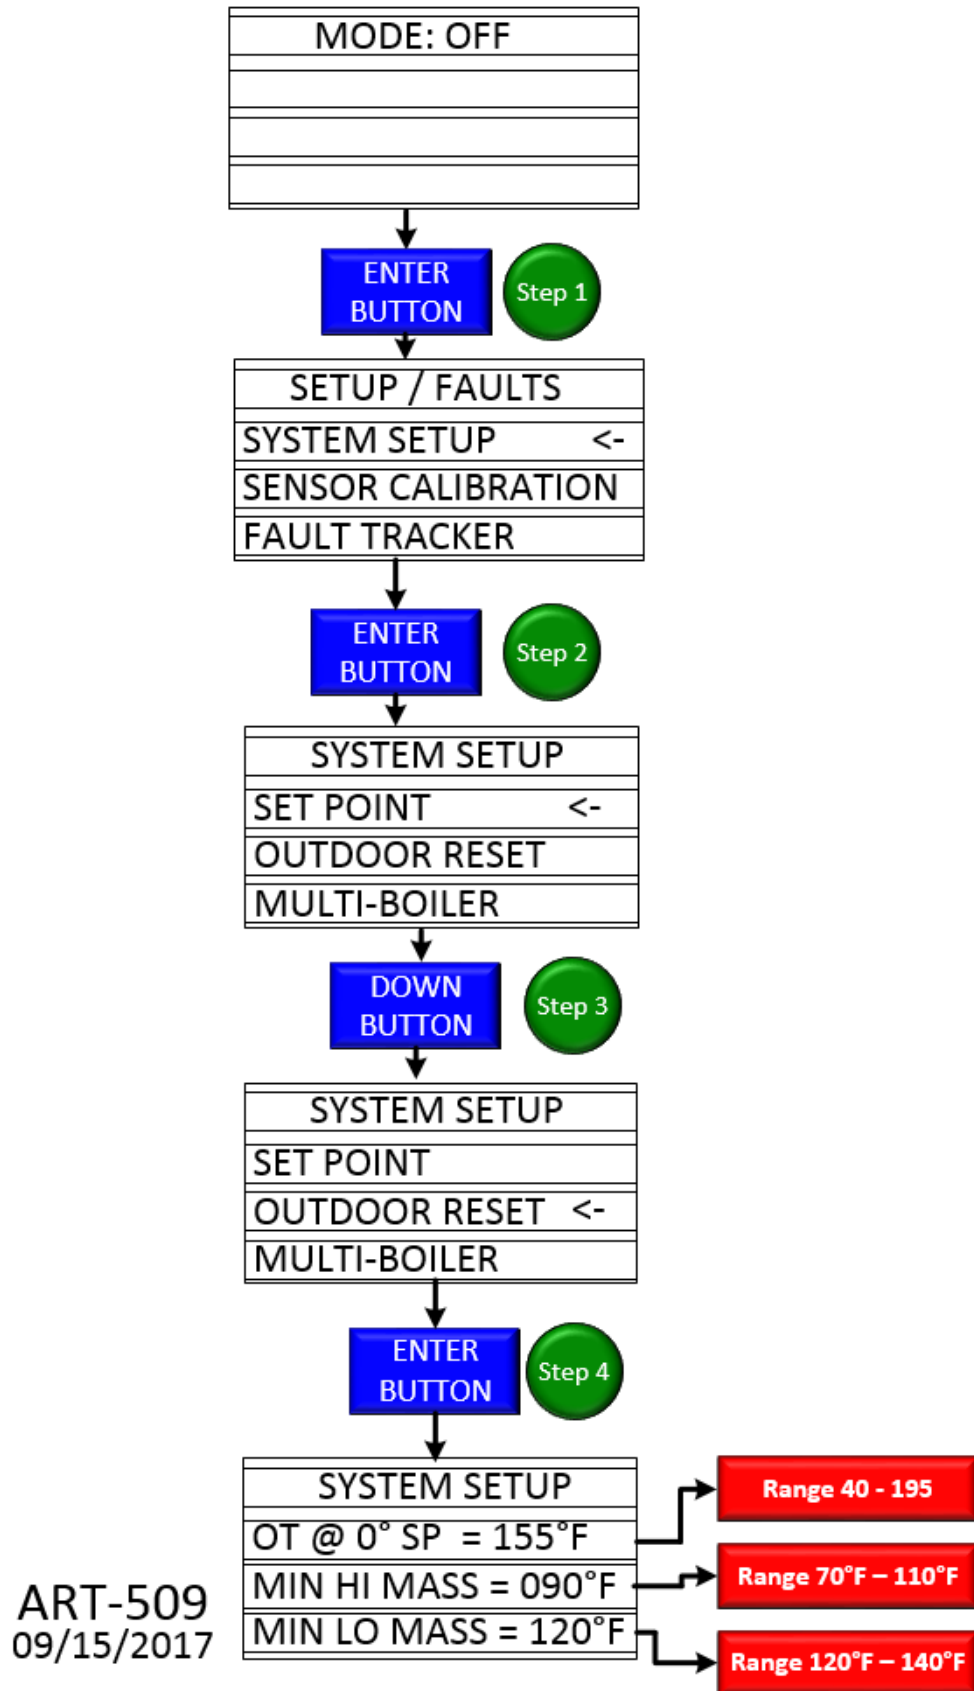 MODE: OFF
ENTER
BUTTON
Step 1
SETUP / FAULTS
SYSTEM SETUP <-
SENSOR CALIBRATION
FAULT TRACKER
ENTER
BUTTON
Step 2
SYSTEM SETUP
SET POINT <-
OUTDOOR RESET
MULTI-BOILER
DOWN
BUTTON
Step 3
SYSTEM SETUP
SET POINT
OUTDOOR RESET <-
MULTI-BOILER
ENTER
BUTTON
Step 4
SYSTEM SETUP
OT @ 0° SP = 155°F
MIN HI MASS = 090°F
MIN LO MASS = 120°F
Range 40 - 195
Range 70°F – 110°F
Range 120°F – 140°F
ART-509
09/15/2017